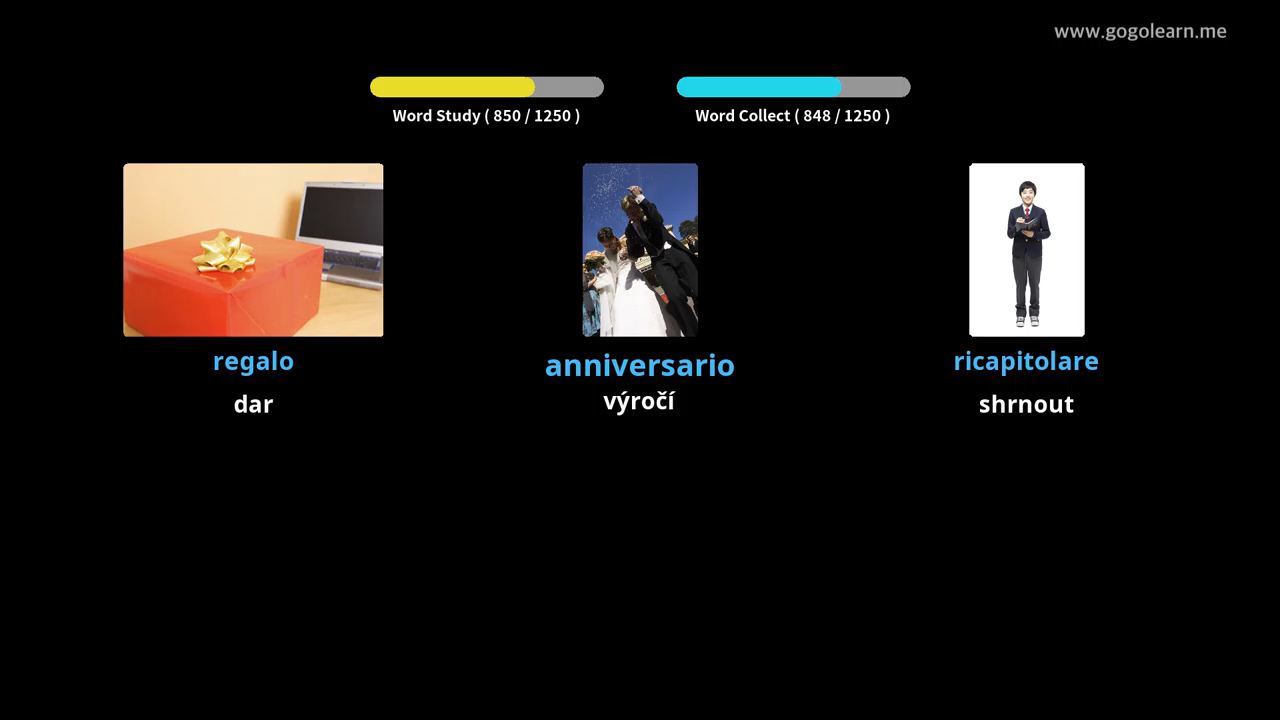 www.gogolearn.me
Word Study ( 850 / 1250 )
Word Collect ( 848 / 1250 )
regalo
dar
anniversario
výročí
ricapitolare
shrnout